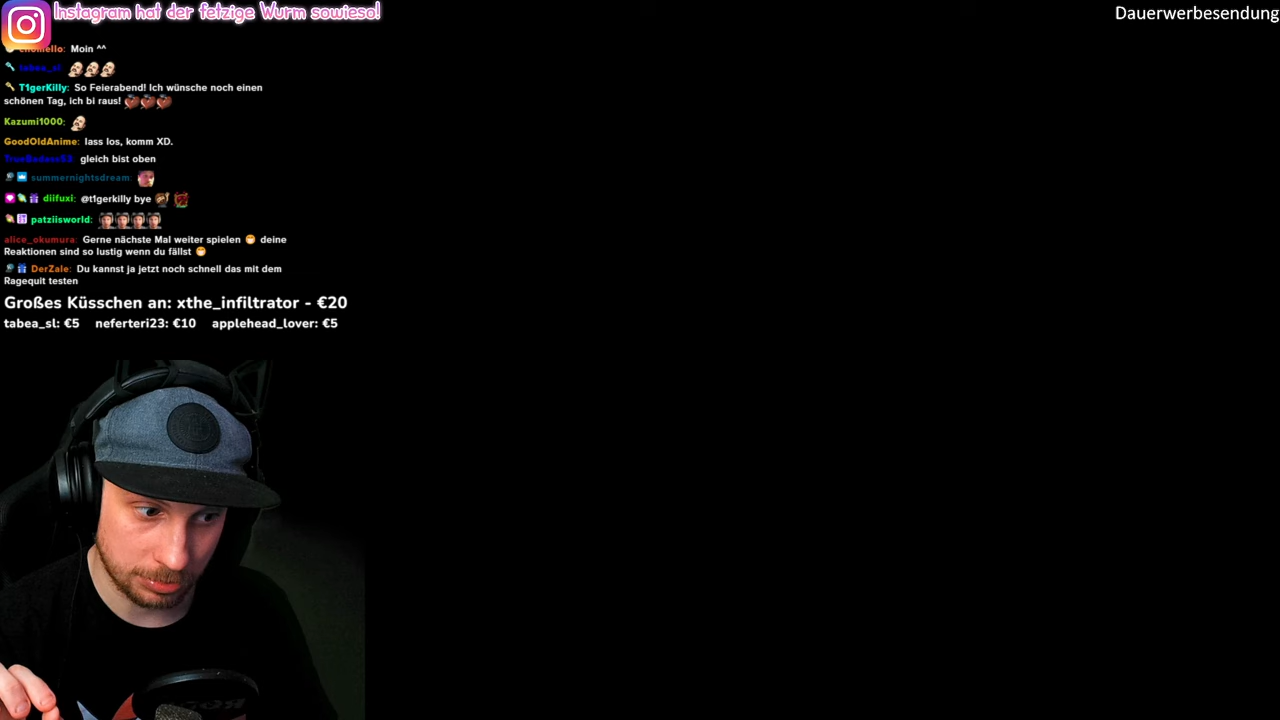 Instagram hat der fetzige Wurm sowieso!
Dauerwerbesendung
chomello: Moin ^^
tabea_sl:
T1gerKilly: So Feierabend! Ich wünsche noch einen
schönen Tag, ich bi raus!
Kazumi1000:
GoodOldAnime: lass los, komm XD.
gleich bist oben
summernightsdream:
diifuxi: @t1gerkilly bye
patziisworld:
alice_okumura: Gerne nächste Mal weiter spielen deine
Reaktionen sind so lustig wenn du fällst
DerZale: Du kannst ja jetzt noch schnell das mit dem
Ragequit testen
Großes Küsschen an: xthe_infiltrator - €20
tabea_sl: €5 neferteri23: €10 applehead_lover: €5